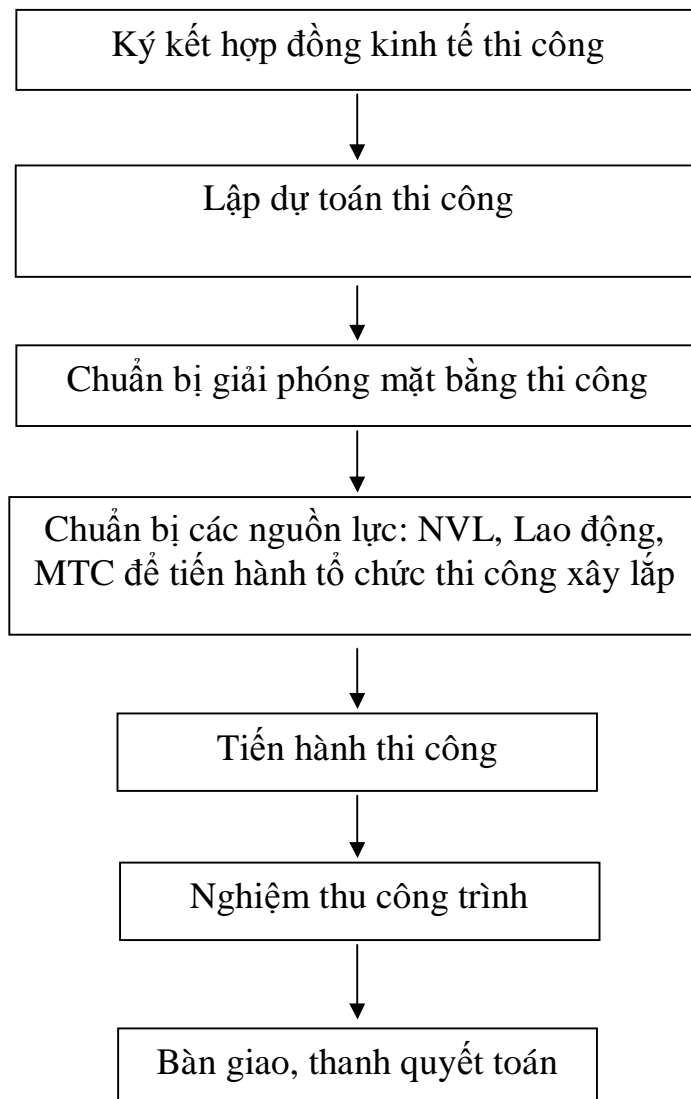 Ký kết hợp đồng kinh tế thi công
Lập dự toán thi công
Chuẩn bị giải phóng mặt bằng thi công
Chuẩn bị các nguồn lực: NVL, Lao động,
MTC để tiến hành tổ chức thi công xây lắp
Tiến hành thi công
Nghiệm thu công trình
Bàn giao, thanh quyết toán